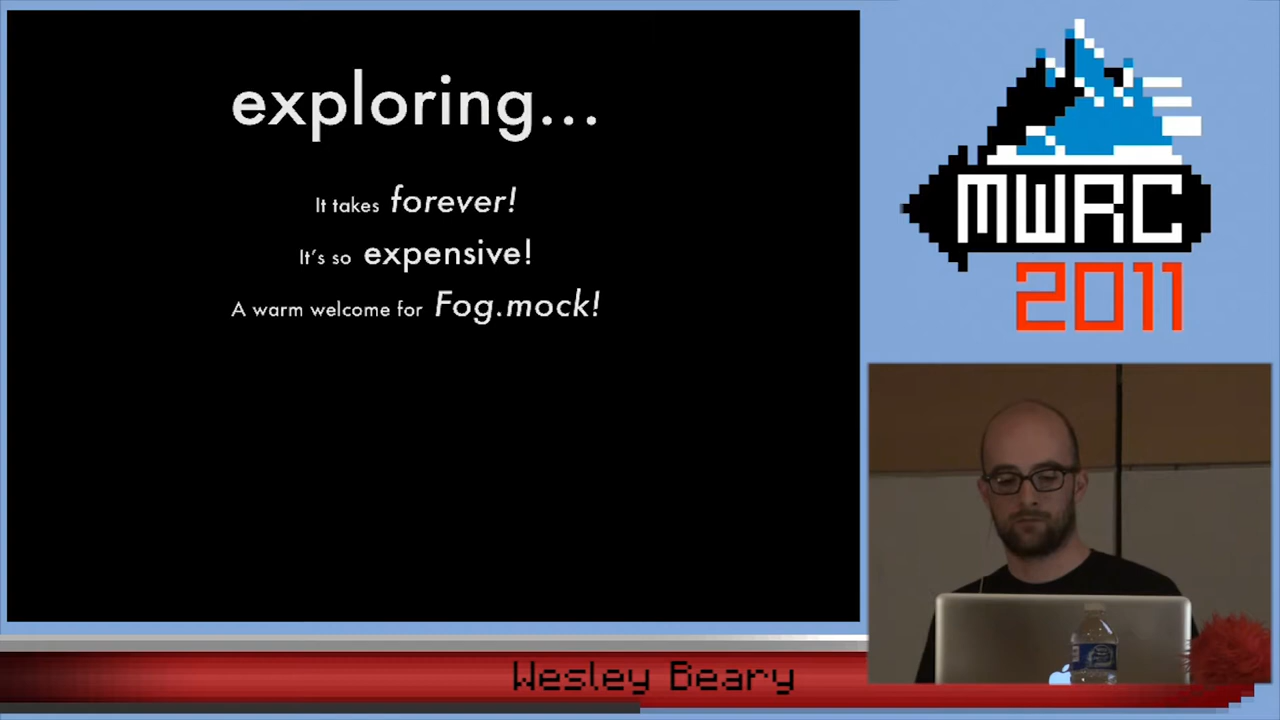 exploring...
It takes forever!
It's so expensive!
A warm welcome for Fog.mock!
MWRC
2011
Wesley Beary